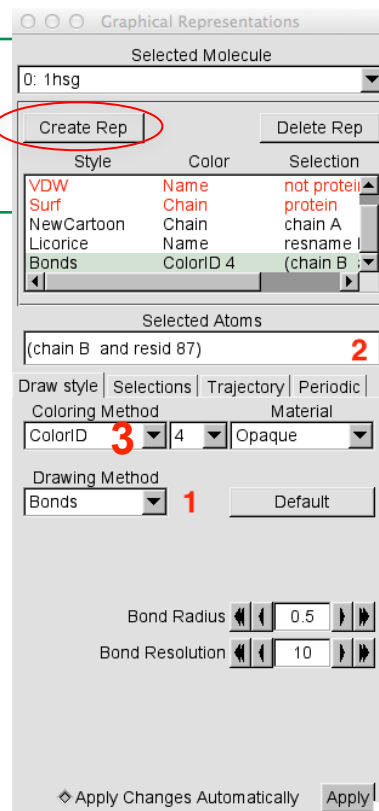 Graphical Representations
Selected Molecule
0: 1hsg
Create Rep Delete Rep
Style Color Selection
VDW Name not protein
Surf Chain protein
NewCartoon Chain chain A
Licorice Name resname
Bonds ColorID 4 (chain B
Selected Atoms
(chain B and resid 87) 2
Draw style Selections Trajectory Periodic
Coloring Method Material
ColorID 3 4 Opaque
Drawing Method
Bonds 1 Default
Bond Radius 0.5
Bond Resolution 10
Apply Changes Automatically Apply